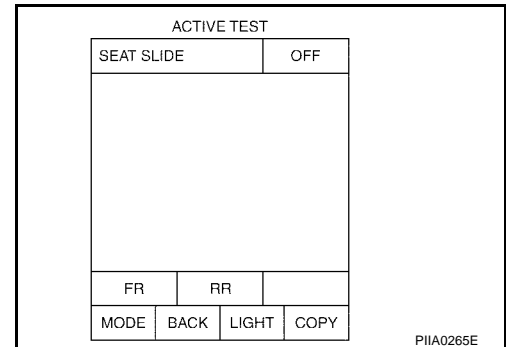 ACTIVE TEST
SEAT SLIDE OFF
FR RR
MODE BACK LIGHT COPY
PIIA0265E